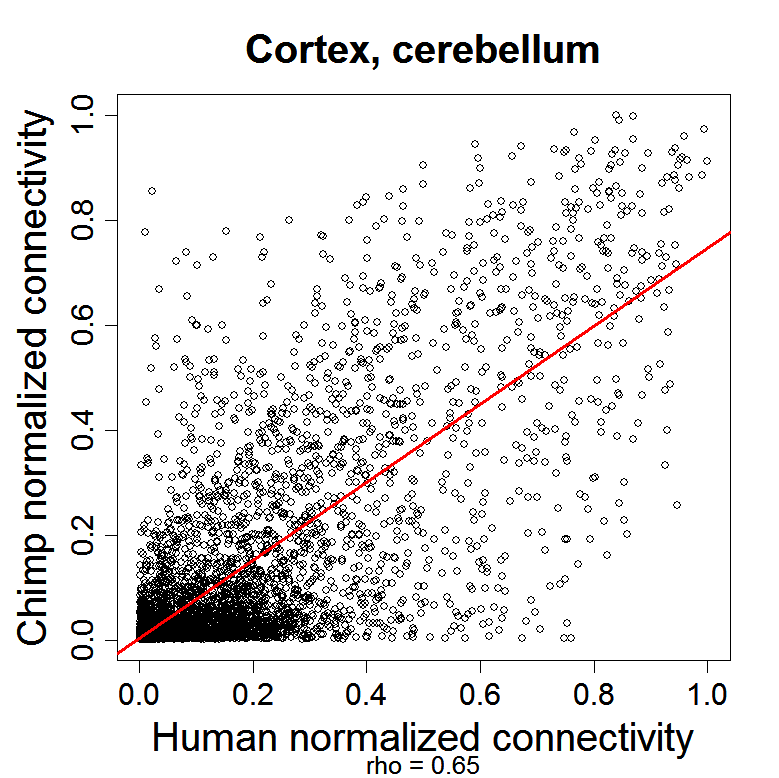 Cortex, cerebellum
Chimp normalized connectivity
1.0
0.8
0.6
0.4
0.2
0.0
0.0 0.2 0.4 0.6 0.8 1.0
Human normalized connectivity
rho = 0.65